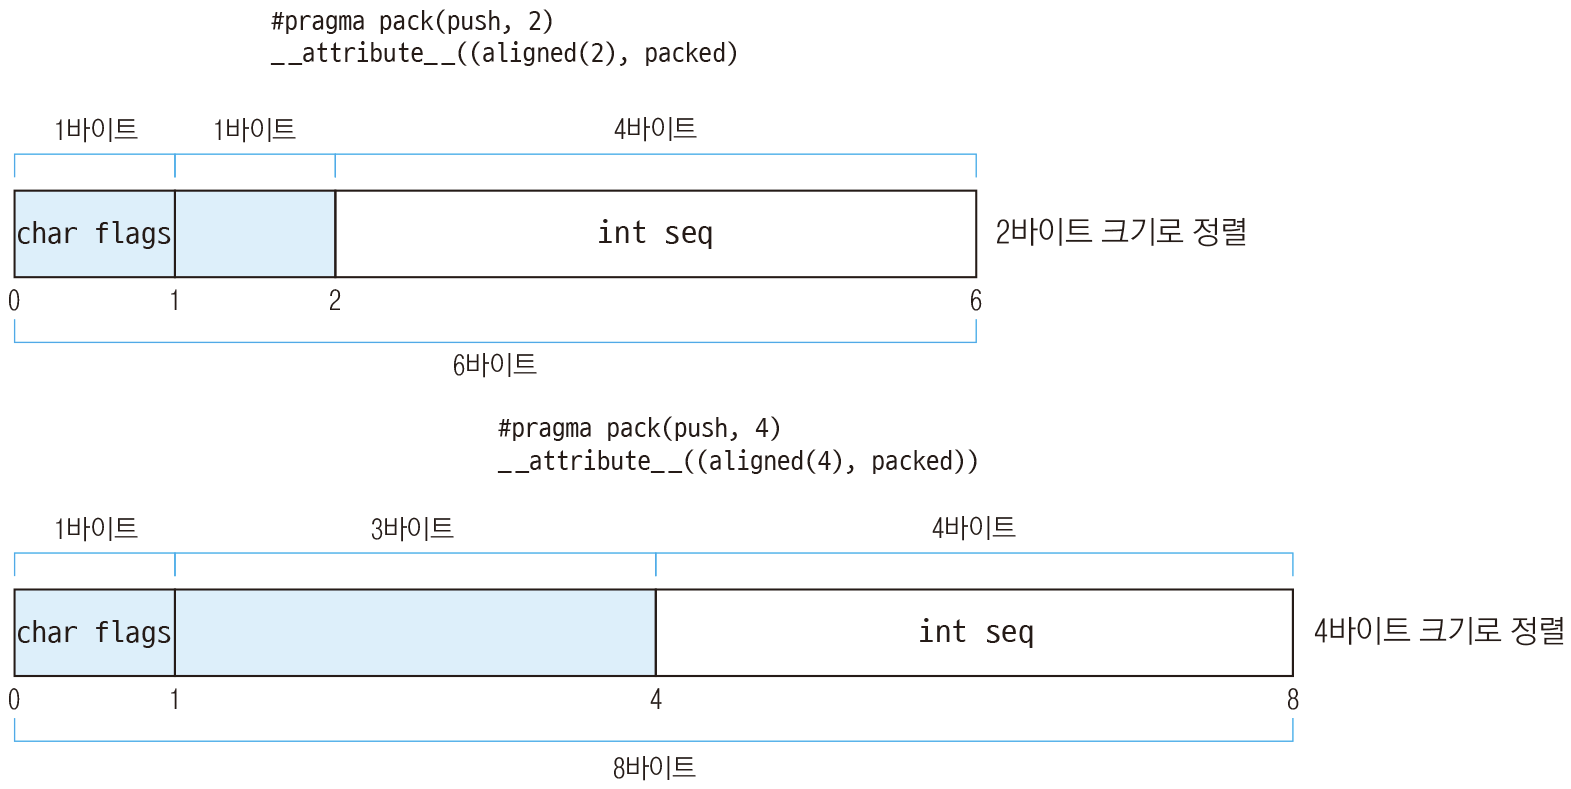 #pragma pack(push, 2)
__attribute__((aligned(2), packed)
1바이트 1바이트 4바이트
char flags int seq 2바이트 크기로 정렬
0 1 2 6
6바이트
#pragma pack(push, 4)
__attribute__((aligned(4), packed))
1바이트 3바이트 4바이트
char flags int seq 4바이트 크기로 정렬
0 1 4 8
8바이트